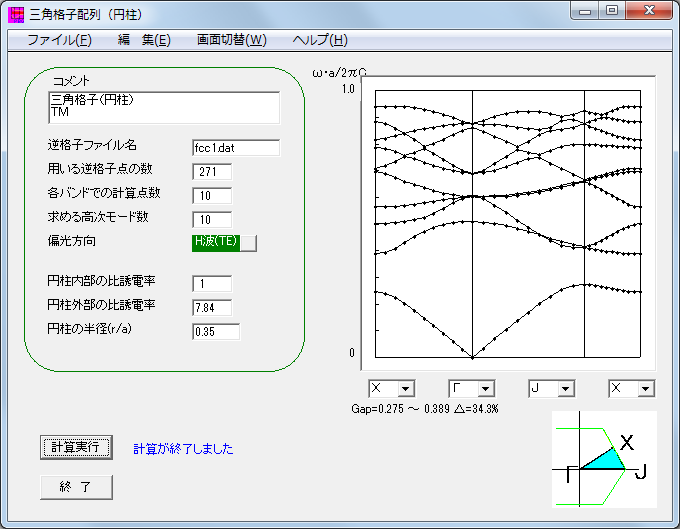 三角格子配列（円柱）
ファイル(F) 編　集(E) 画面切替(W) ヘルプ(H)
コメント
三角格子(円柱)
TM
逆格子ファイル名 fcc1.dat
用いる逆格子点の数 271
各バンドでの計算点数 10
求める高次モード数 10
偏光方向 H波(TE)
円柱内部の比誘電率 1
円柱外部の比誘電率 7.84
円柱の半径(r/a) 0.35
ω・a/2πC
1.0
0
X Γ J X
Gap=0.275 ～ 0.389 △=34.3%
計算実行 計算が終了しました
終　了
X
Γ J